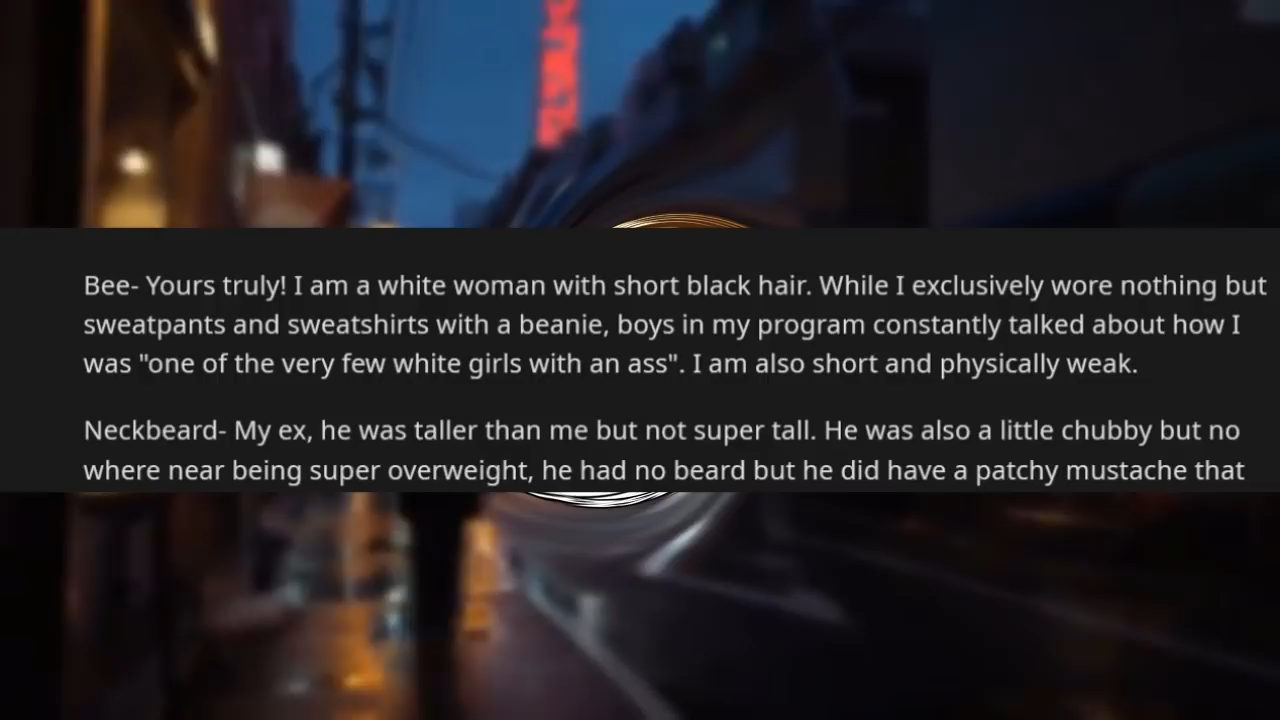 Bee- Yours truly! I am a white woman with short black hair. While I exclusively wore nothing but
sweatpants and sweatshirts with a beanie, boys in my program constantly talked about how I
was "one of the very few white girls with an ass". I am also short and physically weak.
Neckbeard- My ex, he was taller than me but not super tall. He was also a little chubby but no
where near being super overweight, he had no beard but he did have a patchy mustache that